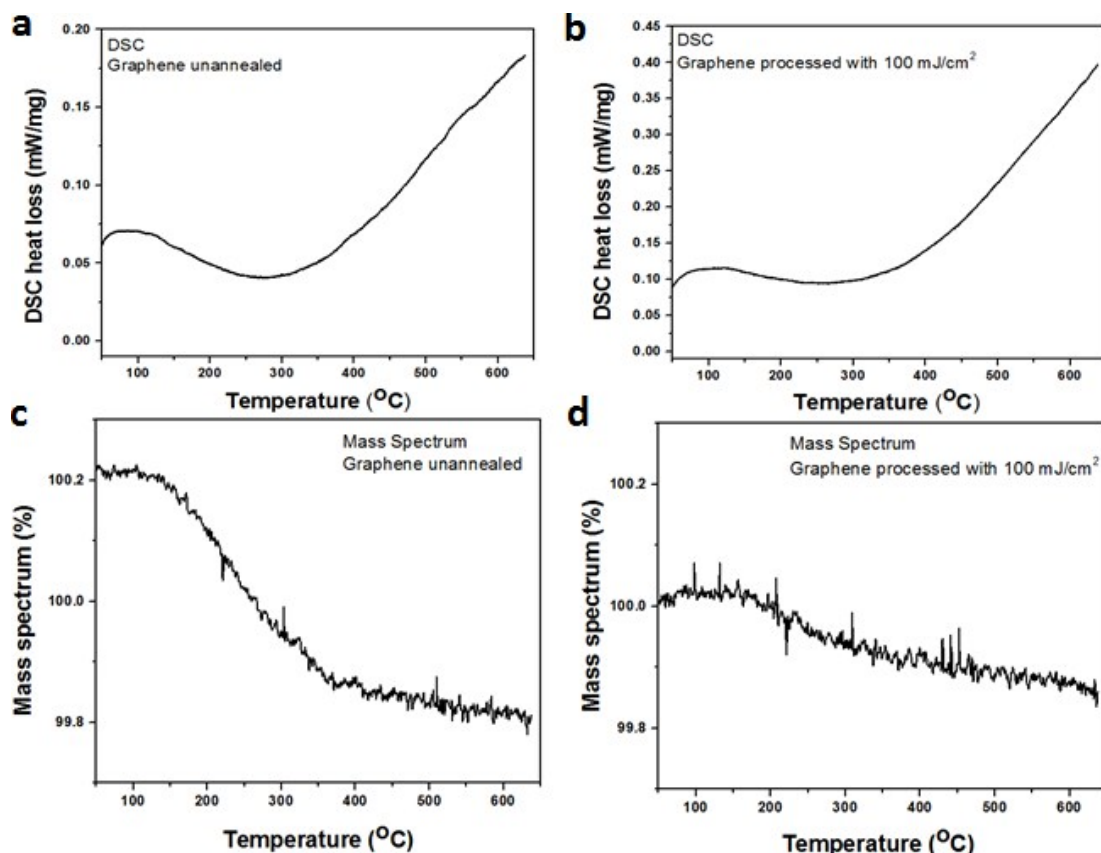 a
DSC
Graphene unannealed
0.20
0.15
0.10
0.05
0.00
DSC heat loss (mW/mg)
100 200 300 400 500 600
Temperature (°C)
b
DSC
Graphene processed with 100 mJ/cm²
0.45
0.40
0.35
0.30
0.25
0.20
0.15
0.10
0.05
0.00
DSC heat loss (mW/mg)
100 200 300 400 500 600
Temperature (°C)
c
Mass Spectrum
Graphene unannealed
100.2
100.0
99.8
Mass spectrum (%)
100 200 300 400 500 600
Temperature (°C)
d
Mass Spectrum
Graphene processed with 100 mJ/cm²
100.2
100.0
99.8
Mass spectrum (%)
100 200 300 400 500 600
Temperature (°C)